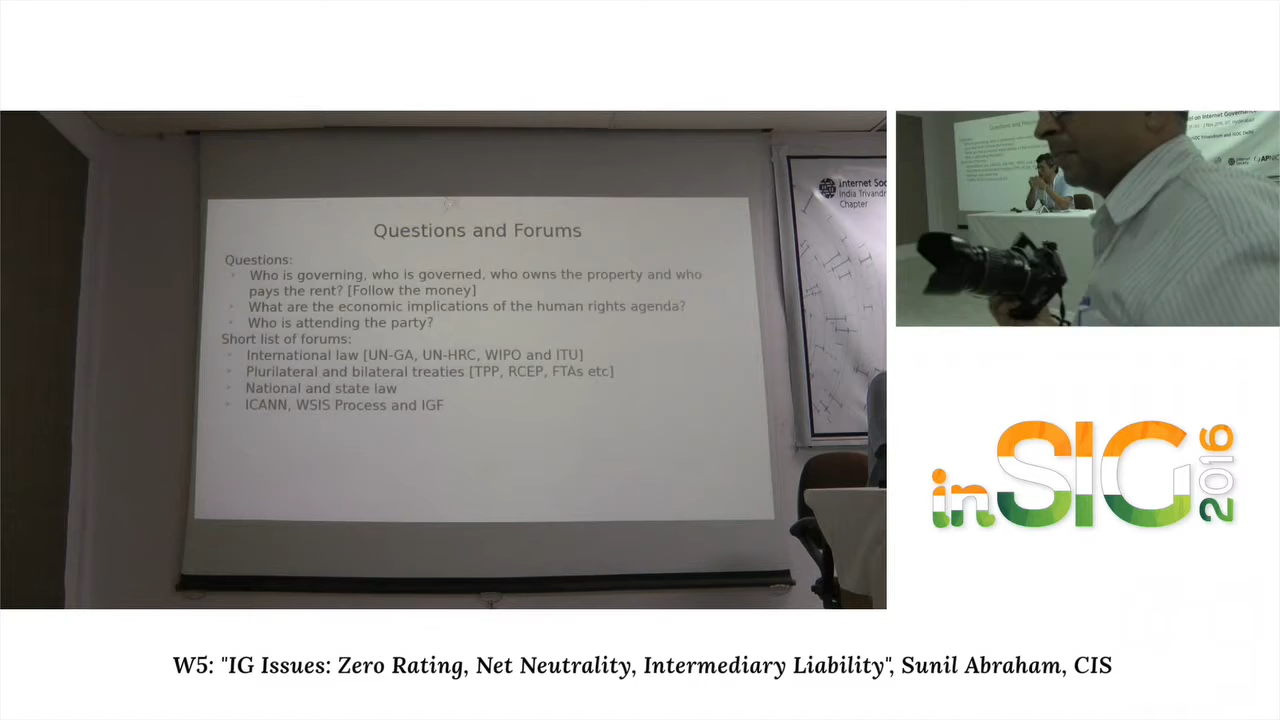 Questions and Forums
Questions:
Who is governing, who is governed, who owns the property and who
pays the rent? [Follow the money]
What are the economic implications of the human rights agenda?
Who is attending the party?
Short list of forums:
International law [UN-GA, UN-HRC, WIPO and ITU]
Plurilateral and bilateral treaties [TPP, RCEP, FTAs etc]
National and state law
ICANN, WSIS Process and IGF
Internet
India
Chapter
on Internet
APNIC
inSIG 2016
W5: "IG Issues: Zero Rating, Net Neutrality, Intermediary Liability", Sunil Abraham, CIS